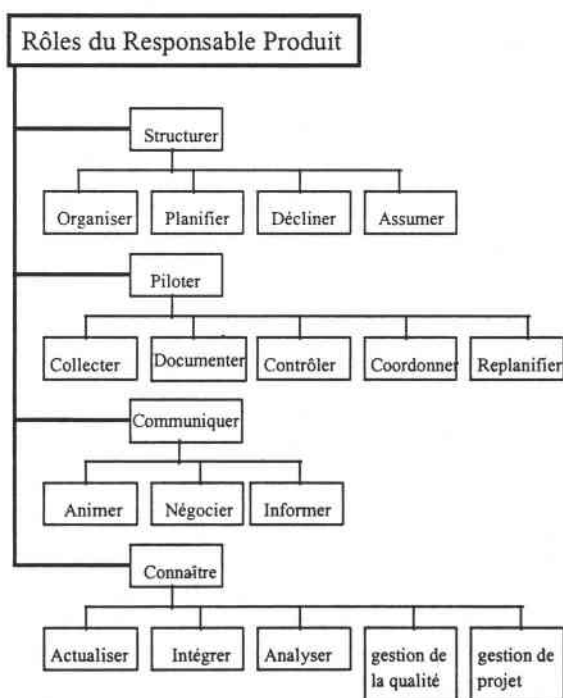 Rôles du Responsable Produit
Structurer
Organiser
Planifier
Décliner
Assumer
Piloter
Collecter
Documenter
Contrôler
Coordonner
Replanifier
Communiquer
Animer
Négocier
Informer
Connaître
Actualiser
Intégrer
Analyser
gestion de
la qualité
gestion de
projet